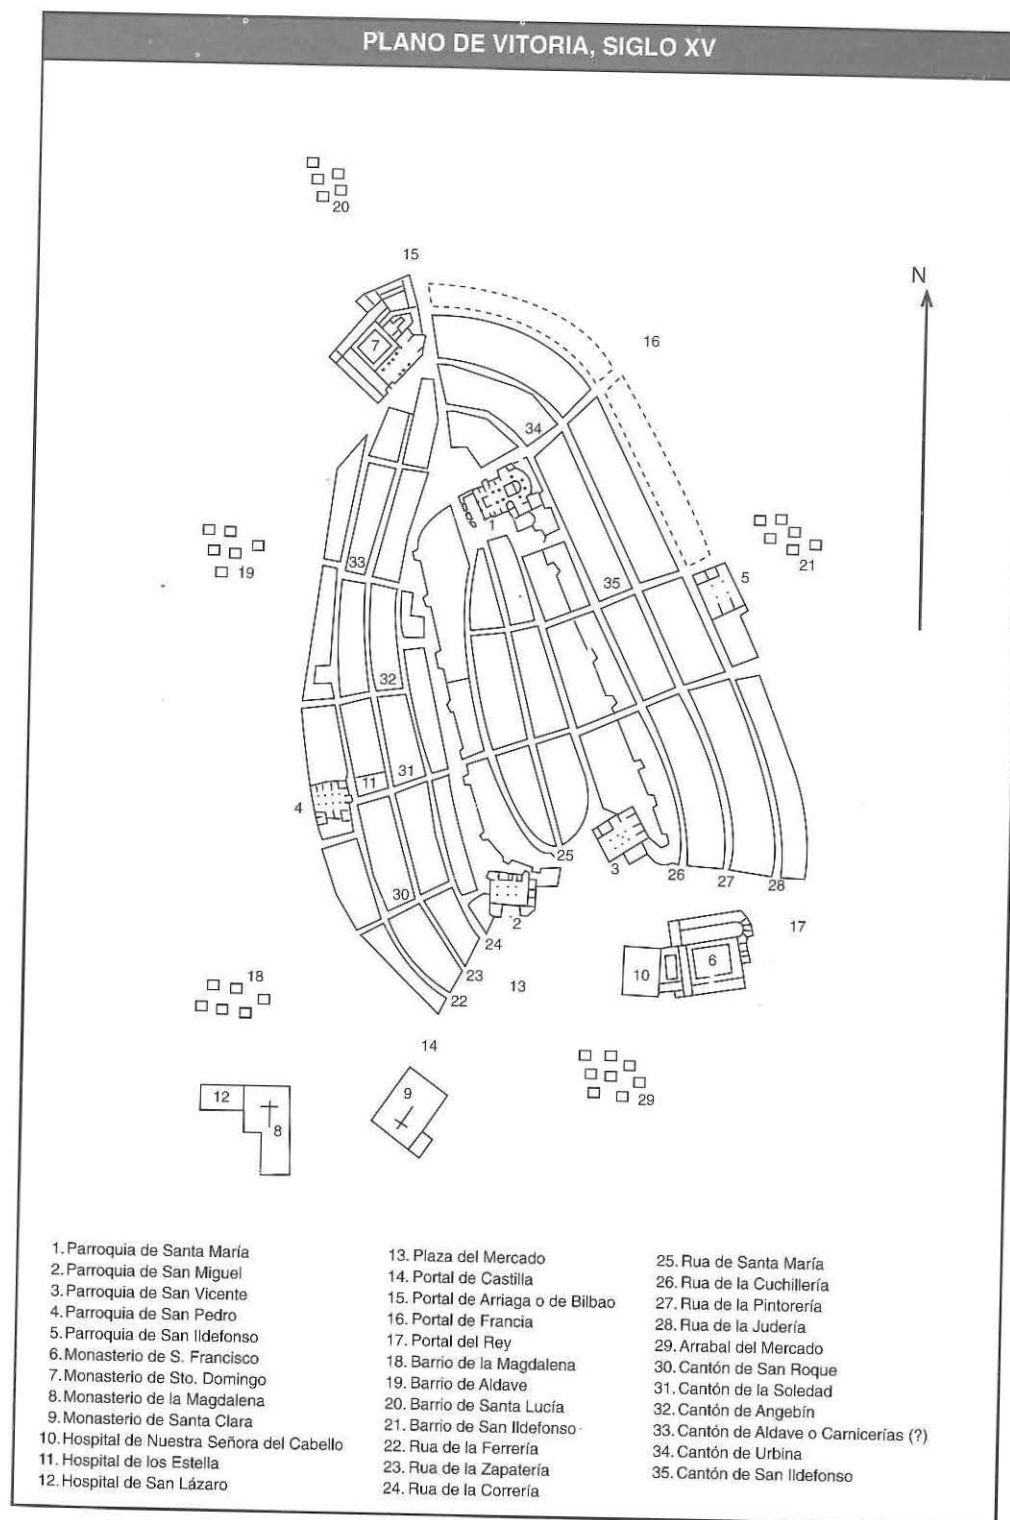 PLANO DE VITORIA, SIGLO XV
20
15
N
16
7
34
1
19
33
21
5
35
32
31
11
4
25
3
26
27
28
30
2
24
17
23
13
22
18
10
6
14
29
9
12
8
1. Parroquia de Santa María
2. Parroquia de San Miguel
3. Parroquia de San Vicente
4. Parroquia de San Pedro
5. Parroquia de San Ildefonso
6. Monasterio de S. Francisco
7. Monasterio de Sto. Domingo
8. Monasterio de la Magdalena
9. Monasterio de Santa Clara
10. Hospital de Nuestra Señora del Cabello
11. Hospital de los Estella
12. Hospital de San Lázaro
13. Plaza del Mercado
14. Portal de Castilla
15. Portal de Arriaga o de Bilbao
16. Portal de Francia
17. Portal del Rey
18. Barrio de la Magdalena
19. Barrio de Aldave
20. Barrio de Santa Lucía
21. Barrio de San Ildefonso
22. Rua de la Ferrería
23. Rua de la Zapatería
24. Rua de la Correría
25. Rua de Santa María
26. Rua de la Cuchillería
27. Rua de la Pintorería
28. Rua de la Judería
29. Arrabal del Mercado
30. Cantón de San Roque
31. Cantón de la Soledad
32. Cantón de Angebín
33. Cantón de Aldave o Carnicerías (?)
34. Cantón de Urbina
35. Cantón de San Ildefonso